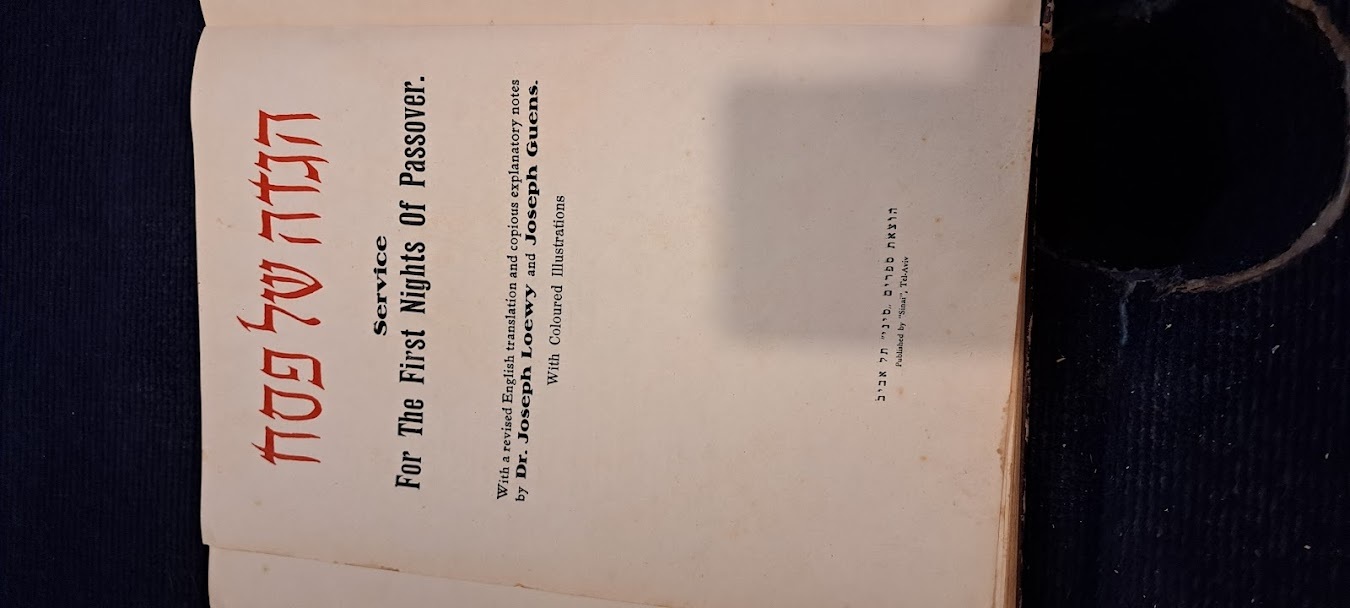 הגדה של פסח
Service
For The First Nights Of Passover.
With a revised English translation and copious explanatory notes
by Dr. Joseph Loewy and Joseph Guens.
With Coloured Illustrations
הוצאת ספרים „סיני” תל אביב
Published by "Sinai", Tel-Aviv